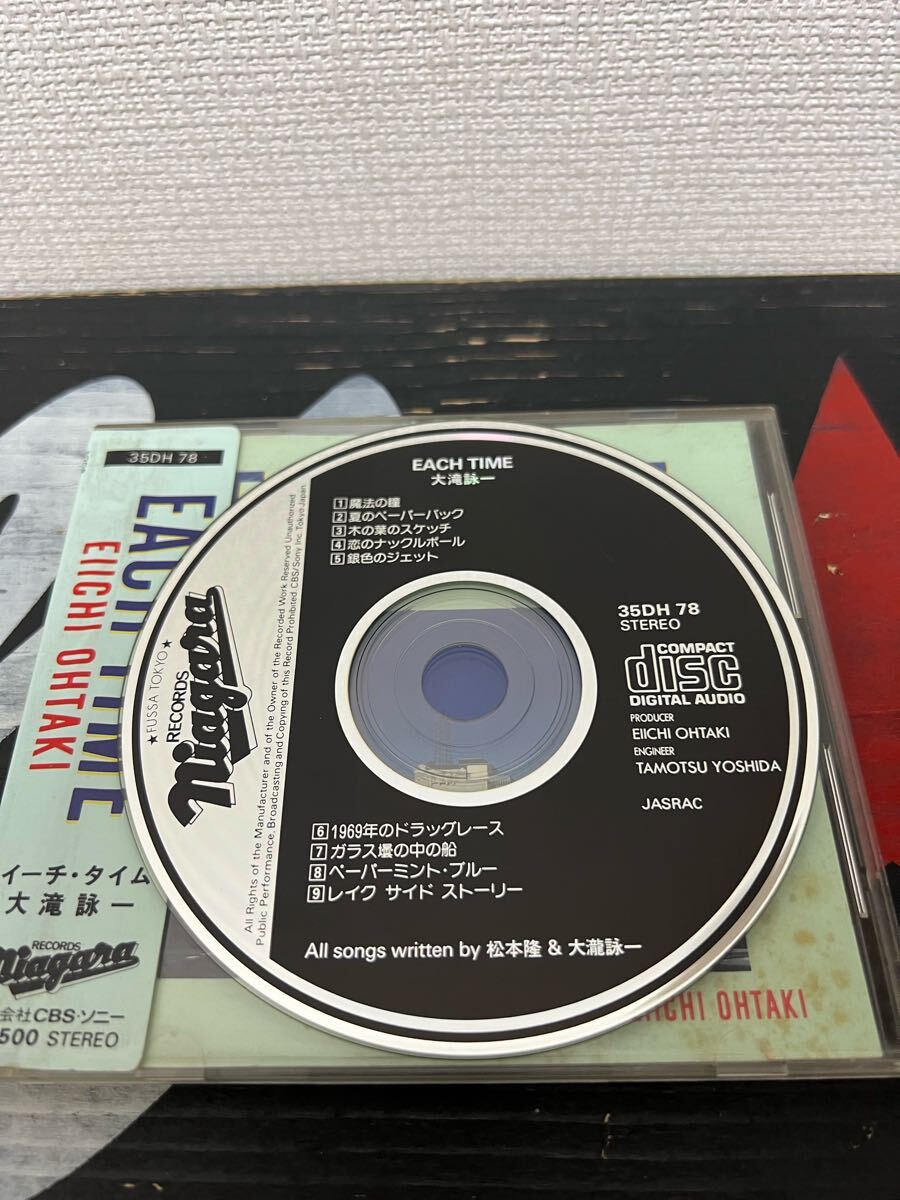 35DH 78
EACH TIME
EIICHI OHTAKI
イーチ・タイム
大滝詠一
RECORDS
Niagara
会社CBS・ソニー
500 STEREO
EACH TIME
大滝詠一
1 魔法の瞳
2 夏のペーパーバック
3 木の葉のスケッチ
4 恋のナックルボール
5 銀色のジェット
35DH 78
STEREO
COMPACT
disc
DIGITAL AUDIO
PRODUCER
EIICHI OHTAKI
ENGINEER
TAMOTSU YOSHIDA
JASRAC
6 1969年のドラッグレース
7 ガラス壜の中の船
8 ペーパーミント・ブルー
9 レイク サイド ストーリー
All songs written by 松本隆 & 大瀧詠一
★FUSSA TOKYO★
RECORDS
Niagara
All Rights of the Manufacturer and of the Owner of the Recorded Work Reserved Unauthorized
Public Performance, Broadcasting and Copying of this Record Prohibited. CBS/Sony Inc. Tokyo Japan.
EIICHI OHTAKI